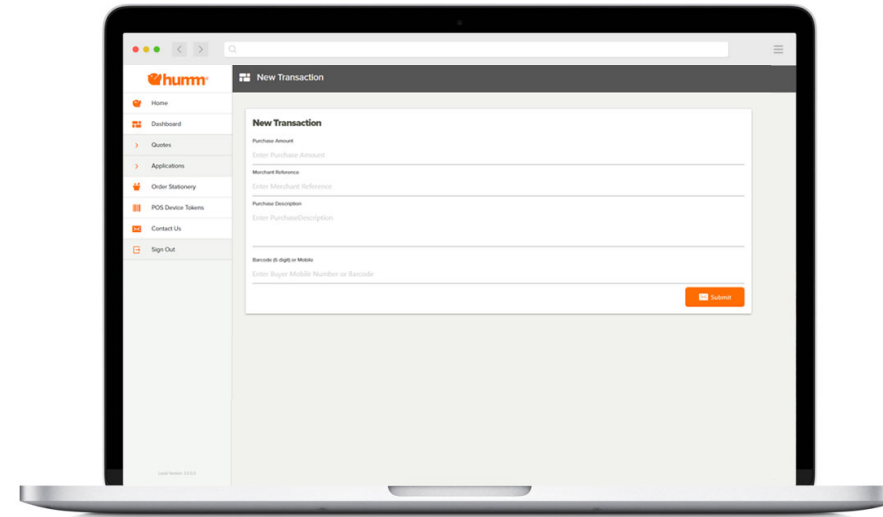 humm
New Transaction
Home
Dashboard
Quotes
Applications
Order Stationery
POS Device Tokens
Contact Us
Sign Out
New Transaction
Purchase Amount
Enter Purchase Amount
Merchant Reference
Enter Merchant Reference
Purchase Description
Enter PurchaseDescription
Barcode (6 digit) or Mobile
Enter Buyer Mobile Number or Barcode
Submit